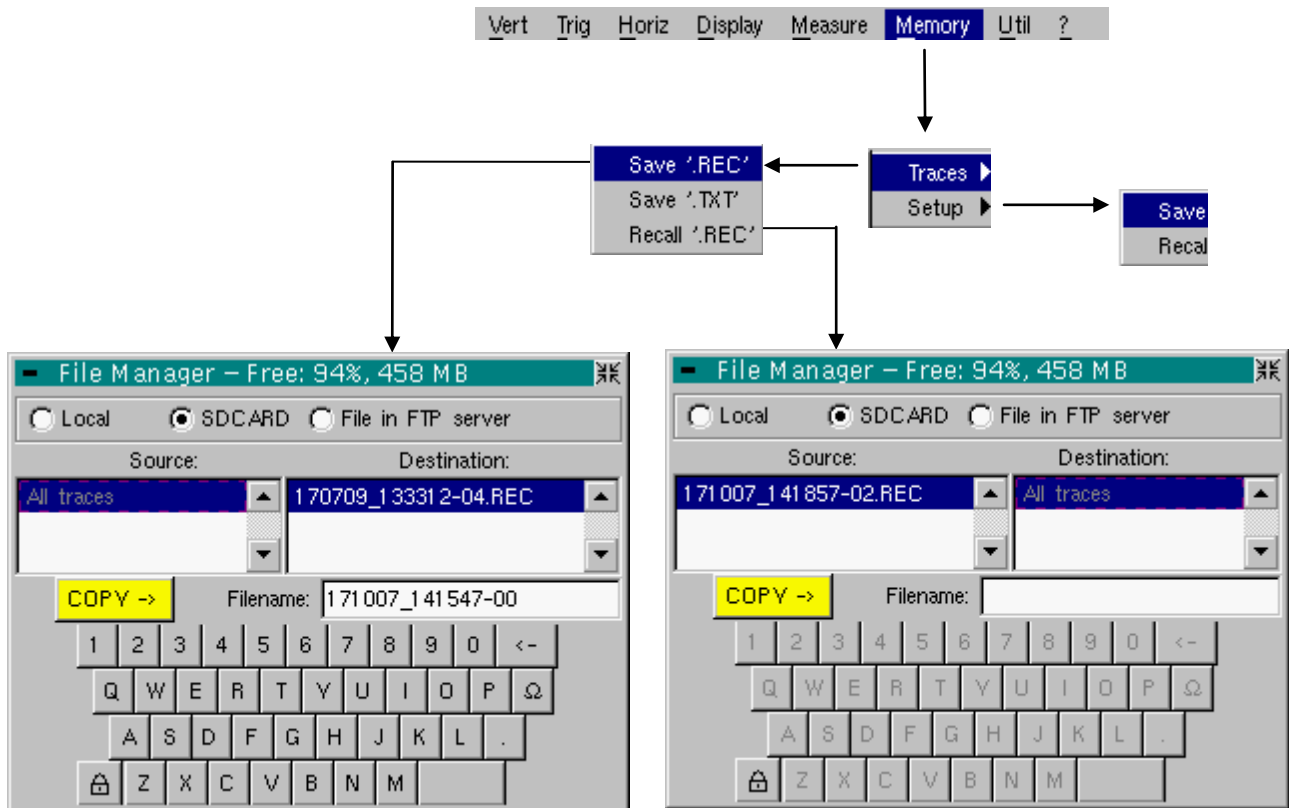 Vert Trig Horiz Display Measure Memory Util ?
Save '.REC'
Save '.TXT'
Recall '.REC'
Traces
Setup
Save
Recal
File Manager – Free: 94%, 458 MB
Local SDCARD File in FTP server
Source: Destination:
All traces 170709_133312-04.REC
COPY -> Filename: 171007_141547-00
1 2 3 4 5 6 7 8 9 0 <-
Q W E R T Y U I O P Ω
A S D F G H J K L .
Z X C V B N M
File Manager – Free: 94%, 458 MB
Local SDCARD File in FTP server
Source: Destination:
171007_141857-02.REC All traces
COPY -> Filename:
1 2 3 4 5 6 7 8 9 0 <-
Q W E R T Y U I O P Ω
A S D F G H J K L .
Z X C V B N M